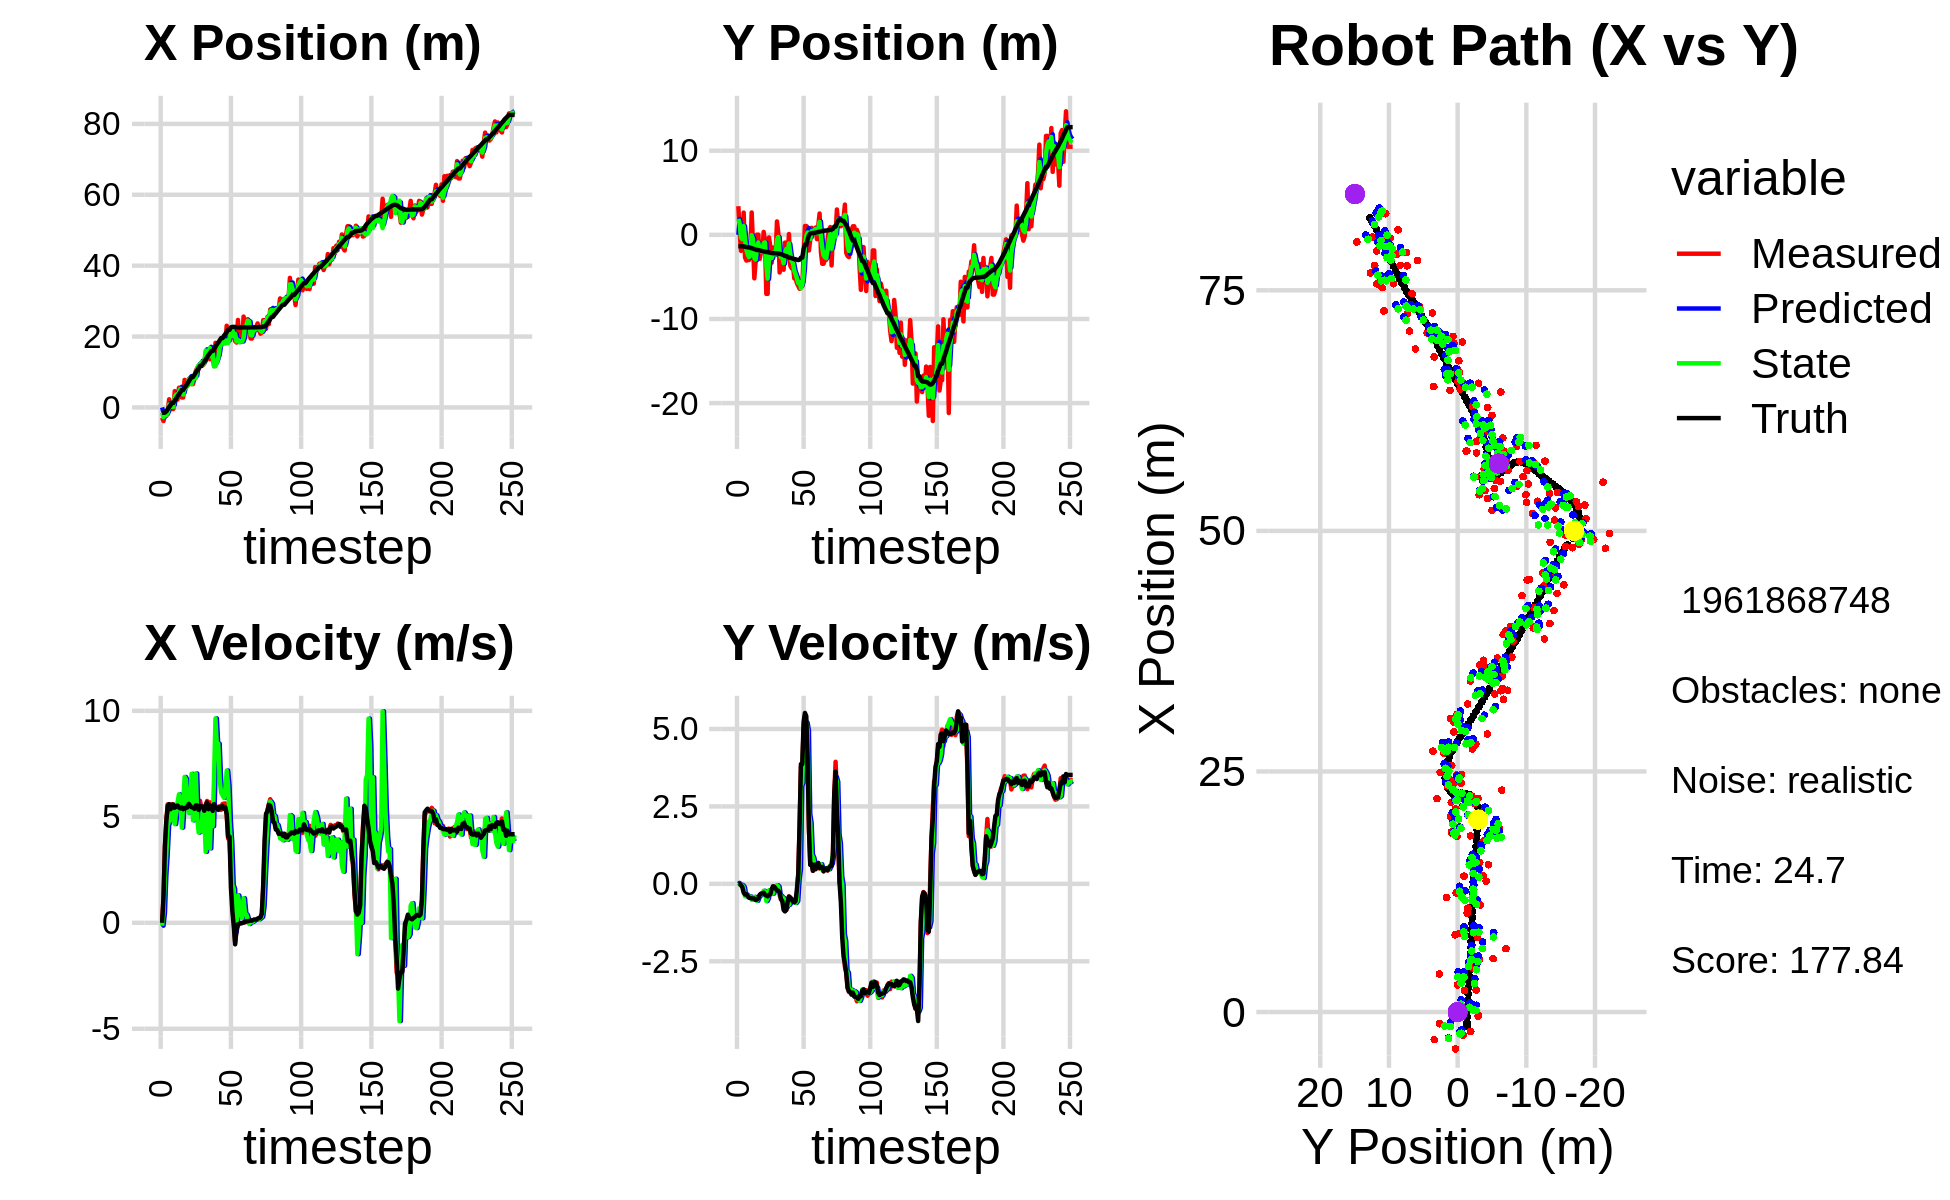 X Position (m)
80
60
40
20
0
0 50 100 150 200 250
timestep
Y Position (m)
10
0
-10
-20
0 50 100 150 200 250
timestep
X Velocity (m/s)
10
5
0
-5
0 50 100 150 200 250
timestep
Y Velocity (m/s)
5.0
2.5
0.0
-2.5
0 50 100 150 200 250
timestep
Robot Path (X vs Y)
X Position (m)
75
50
25
0
20 10 0 -10 -20
Y Position (m)
variable
Measured
Predicted
State
Truth
1961868748
Obstacles: none
Noise: realistic
Time: 24.7
Score: 177.84